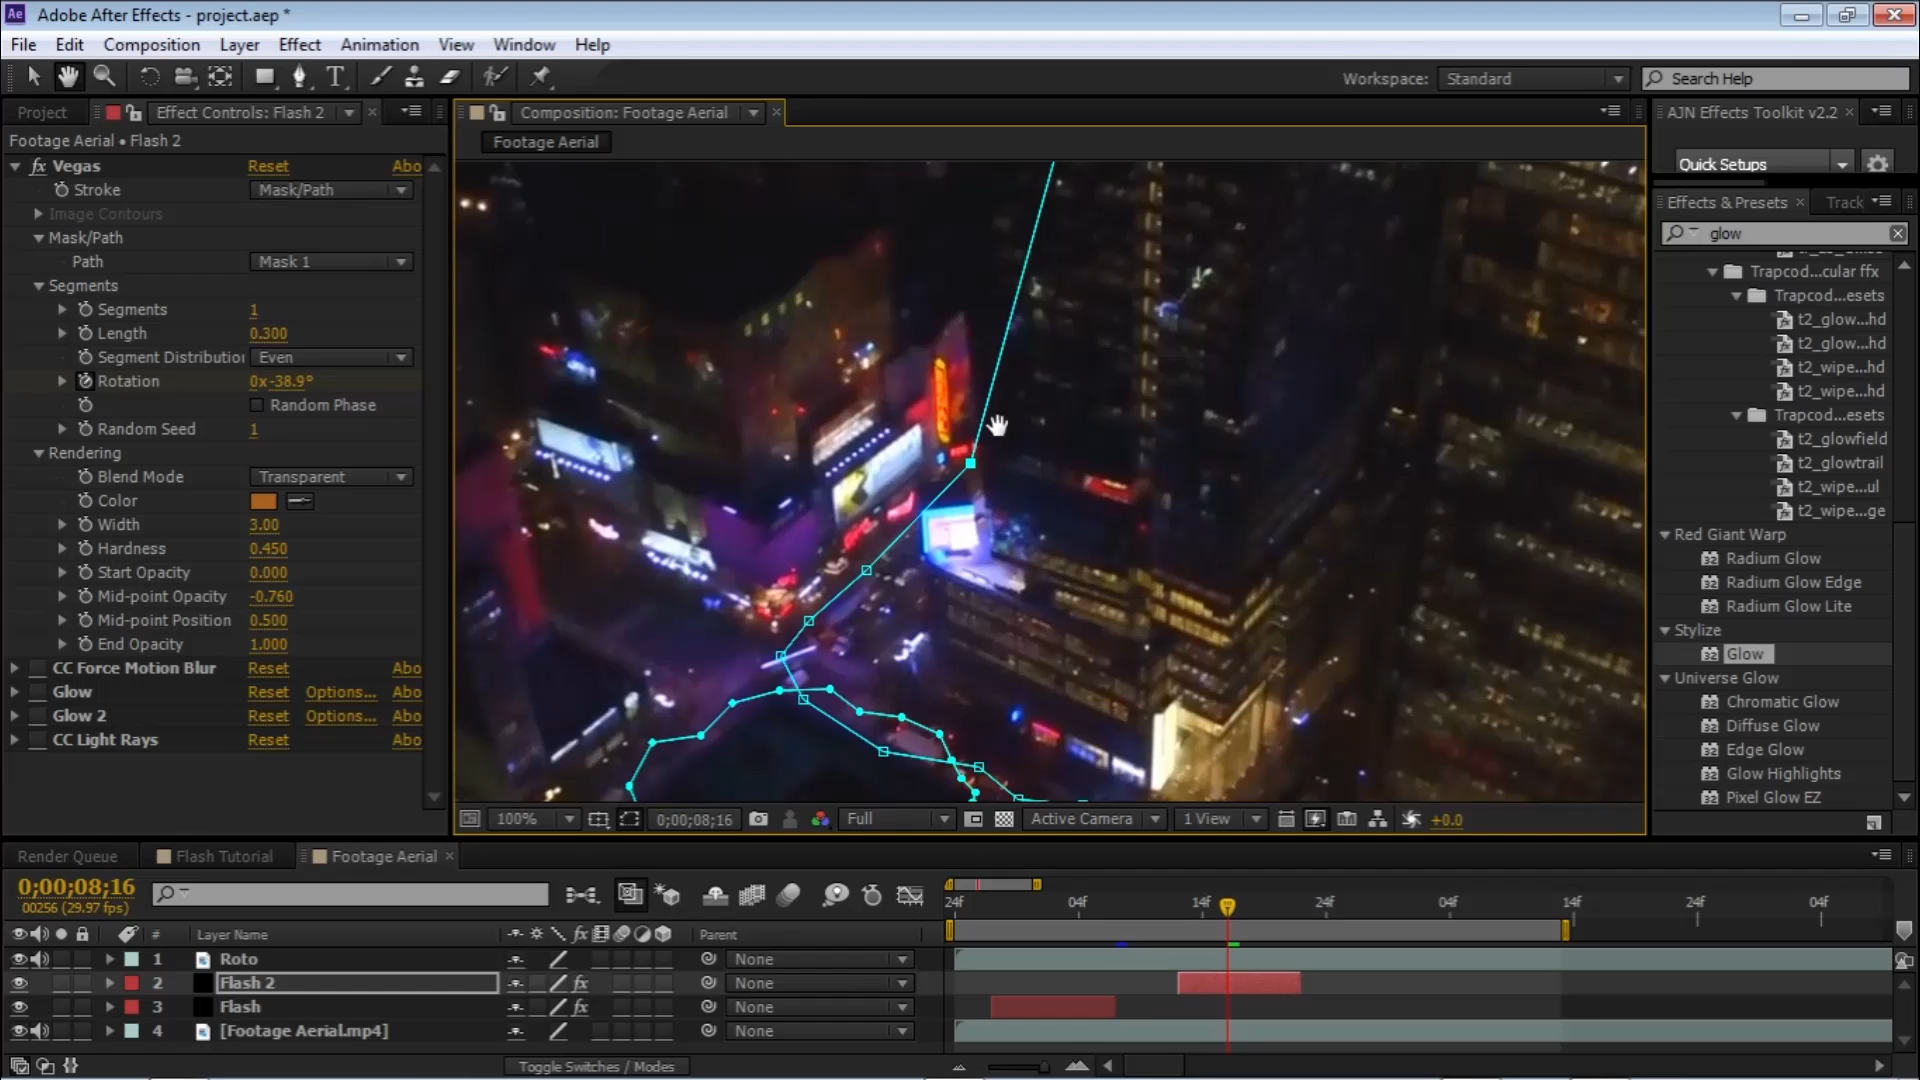 Ae Adobe After Effects - project.aep *
File Edit Composition Layer Effect Animation View Window Help
Workspace: Standard Search Help
Project Effect Controls: Flash 2 Composition: Footage Aerial AJN Effects Toolkit v2.2
Footage Aerial • Flash 2
Footage Aerial
Quick Setups
fx Vegas Reset Abo
Stroke Mask/Path
Image Contours
Mask/Path
Path Mask 1
Segments
Segments 1
Length 0.300
Segment Distributio Even
Rotation 0x-38.9°
Random Phase
Random Seed 1
Rendering
Blend Mode Transparent
Color
Width 3.00
Hardness 0.450
Start Opacity 0.000
Mid-point Opacity -0.760
Mid-point Position 0.500
End Opacity 1.000
CC Force Motion Blur Reset Abo
Glow Reset Options... Abo
Glow 2 Reset Options... Abo
CC Light Rays Reset Abo
Effects & Presets Track
glow
Trapcod...cular ffx
Trapcod...esets
t2_glow...hd
t2_glow...hd
t2_wipe...hd
t2_wipe...hd
Trapcod...esets
t2_glowfield
t2_glowtrail
t2_wipe...ul
t2_wipe...ge
Red Giant Warp
32 Radium Glow
32 Radium Glow Edge
32 Radium Glow Lite
Stylize
32 Glow
Universe Glow
32 Chromatic Glow
32 Diffuse Glow
32 Edge Glow
32 Glow Highlights
32 Pixel Glow EZ
100% 0;00;08;16 Full Active Camera 1 View +0.0
Render Queue Flash Tutorial Footage Aerial
0;00;08;16
00256 (29.97 fps)
24f 04f 14f 24f 04f 14f 24f 04f
# Layer Name fx Parent
1 Roto None
2 Flash 2 fx None
3 Flash fx None
4 [Footage Aerial.mp4] None
Toggle Switches / Modes